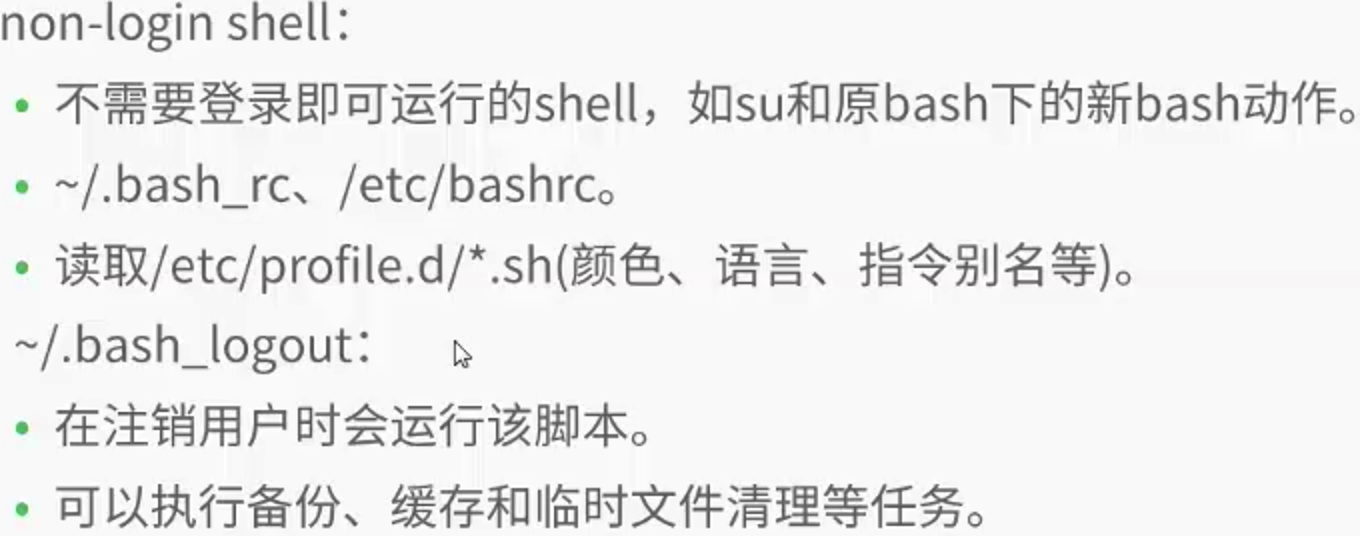 non-login shell：
• 不需要登录即可运行的shell，如su和原bash下的新bash动作。
• ~/.bash_rc、/etc/bashrc。
• 读取/etc/profile.d/*.sh(颜色、语言、指令别名等)。
~/.bash_logout：
• 在注销用户时会运行该脚本。
• 可以执行备份、缓存和临时文件清理等任务。